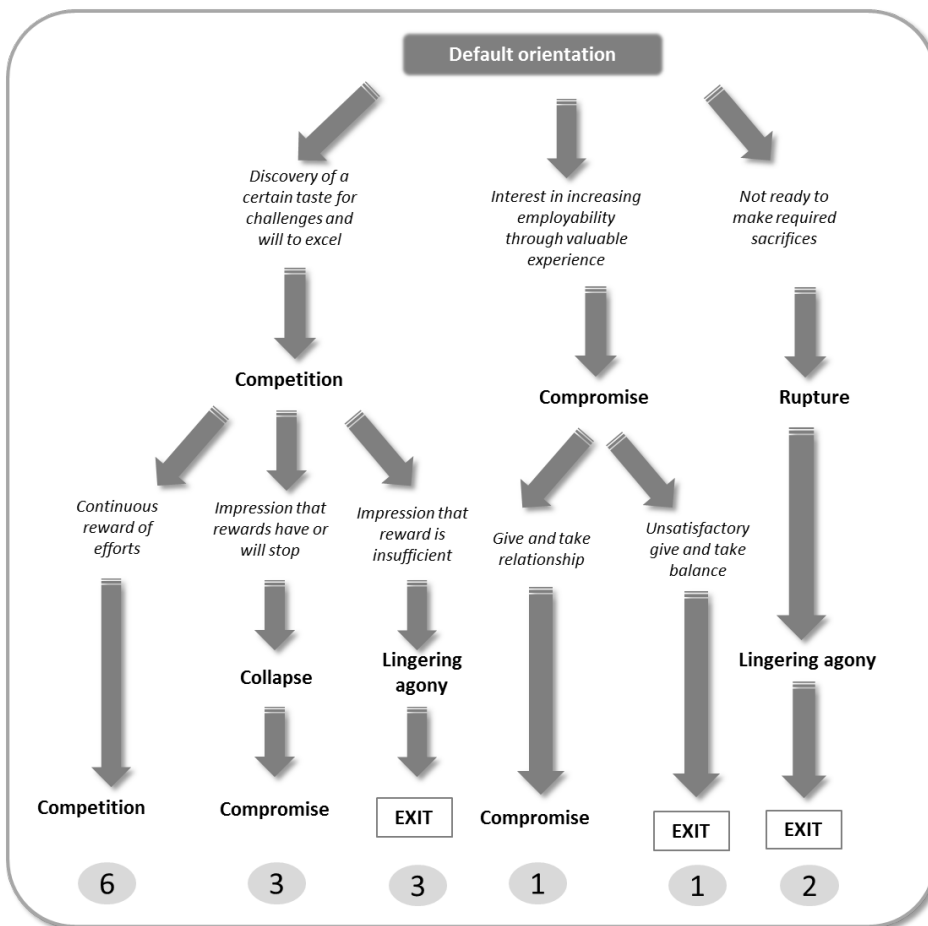 Default orientation
Discovery of a
certain taste for
challenges and
will to excel
Interest in increasing
employability
through valuable
experience
Not ready to
make required
sacrifices
Competition
Compromise
Rupture
Continuous
reward of
efforts
Impression that
rewards have or
will stop
Impression that
reward is
insufficient
Give and take
relationship
Unsatisfactory
give and take
balance
Collapse
Lingering
agony
Lingering agony
Competition
Compromise
EXIT
Compromise
EXIT
EXIT
6
3
3
1
1
2